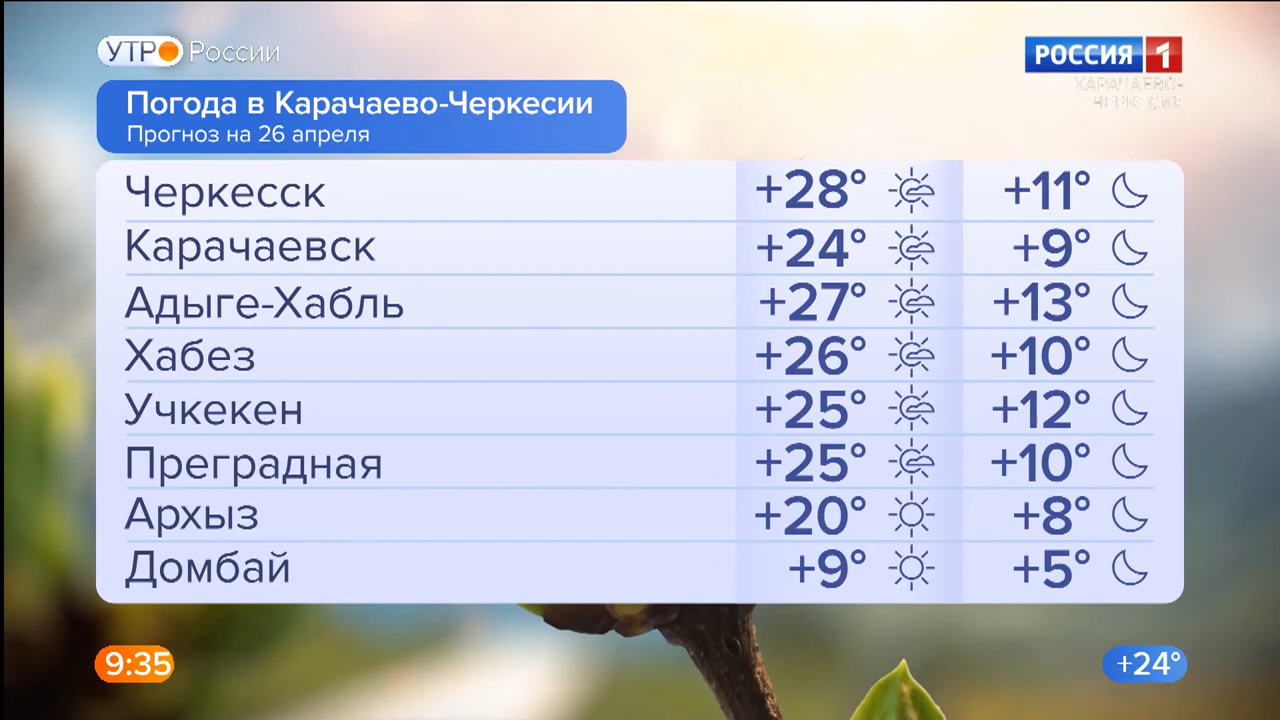 УТРО России
РОССИЯ 1
КАРАЧАЕВО-
ЧЕРКЕСИЯ
Погода в Карачаево-Черкесии
Прогноз на 26 апреля
Черкесск +28° +11°
Карачаевск +24° +9°
Адыге-Хабль +27° +13°
Хабез +26° +10°
Учкекен +25° +12°
Преградная +25° +10°
Архыз +20° +8°
Домбай +9° +5°
9:35
+24°